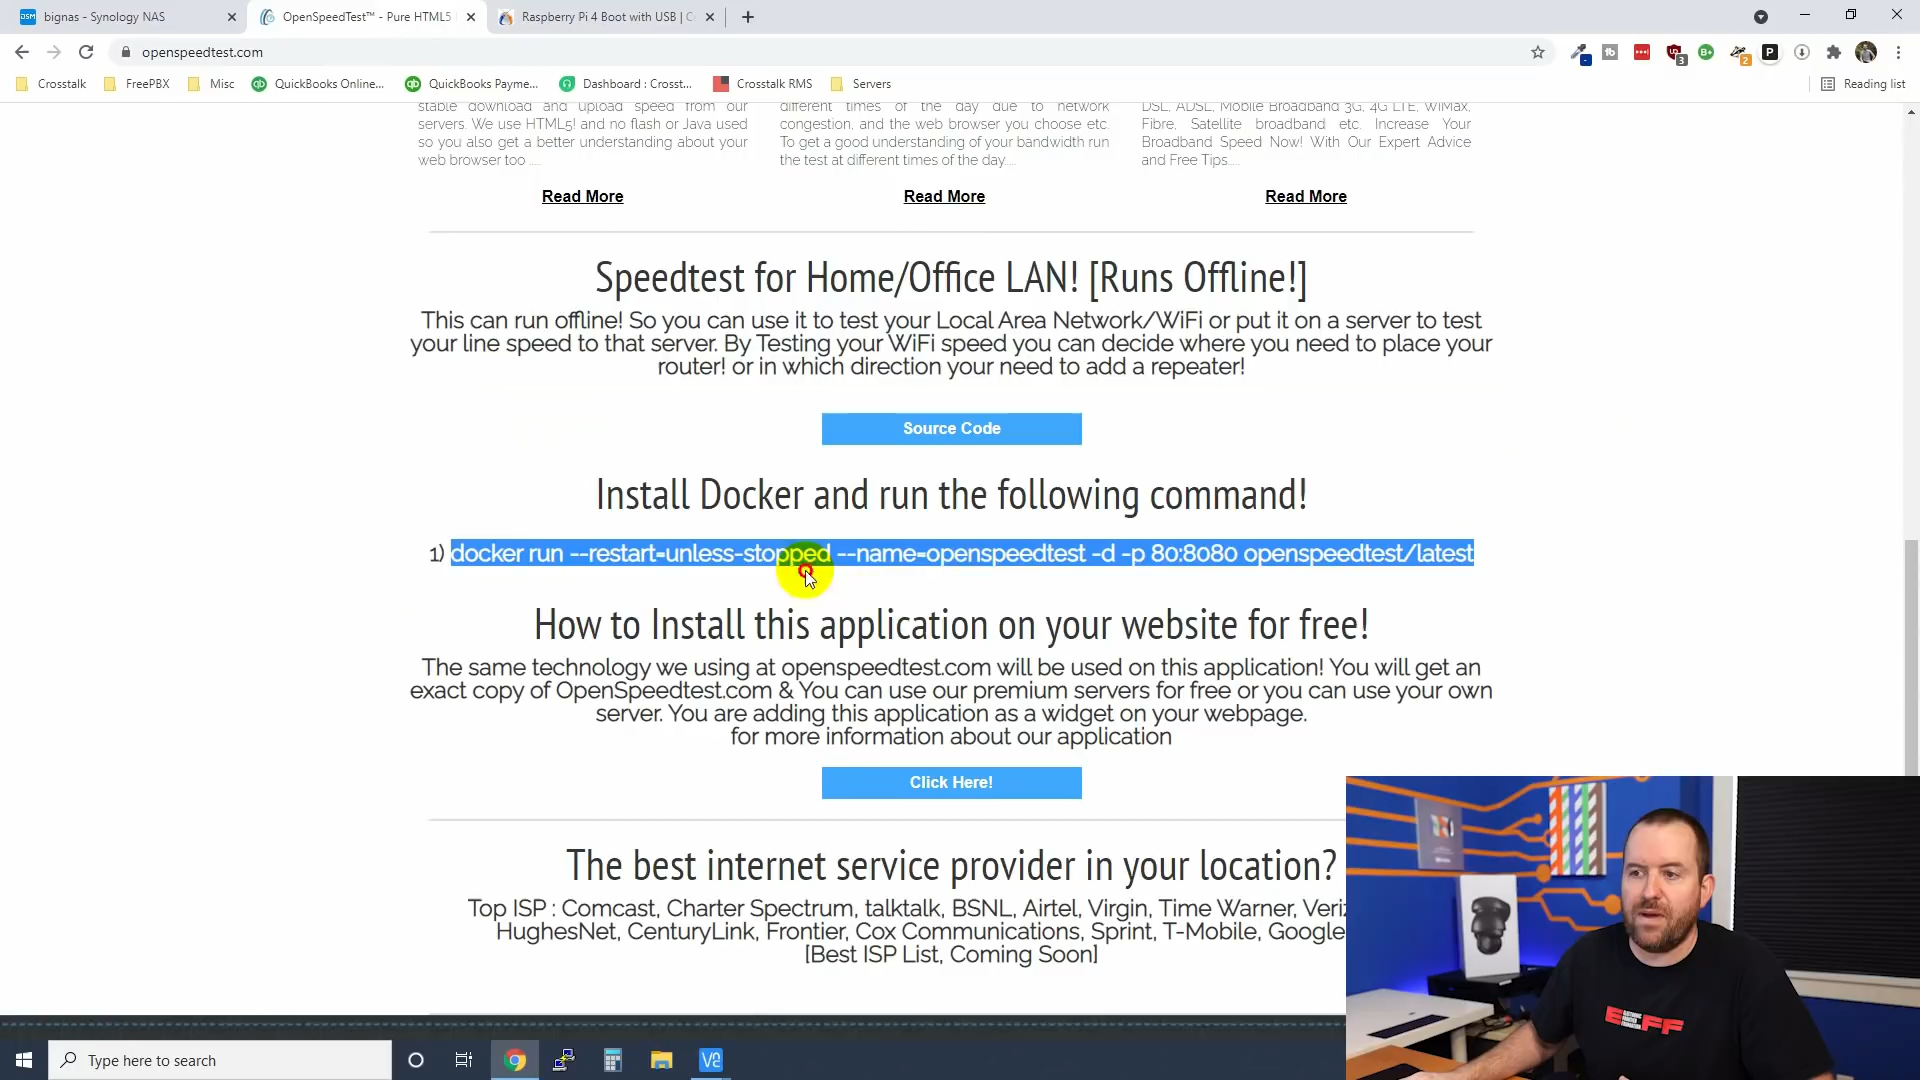 bignas - Synology NAS
OpenSpeedTest™ - Pure HTML5
Raspberry Pi 4 Boot with USB | C
openspeedtest.com
Crosstalk
FreePBX
Misc
QuickBooks Online...
QuickBooks Payme...
Dashboard : Crosst...
Crosstalk RMS
Servers
Reading list
stable download and upload speed from our
servers. We use HTML5! and no flash or Java used
so you also get a better understanding about your
web browser too .....
different times of the day due to network
congestion, and the web browser you choose etc.
To get a good understanding of your bandwidth run
the test at different times of the day.....
DSL, ADSL, Mobile Broadband 3G, 4G LTE, WiMax,
Fibre, Satellite broadband etc. Increase Your
Broadband Speed Now! With Our Expert Advice
and Free Tips.....
Read More
Read More
Read More
Speedtest for Home/Office LAN! [Runs Offline!]
This can run offline! So you can use it to test your Local Area Network/WiFi or put it on a server to test
your line speed to that server. By Testing your WiFi speed you can decide where you need to place your
router! or in which direction your need to add a repeater!
Source Code
Install Docker and run the following command!
1) docker run --restart=unless-stopped --name=openspeedtest -d -p 80:8080 openspeedtest/latest
How to Install this application on your website for free!
The same technology we using at openspeedtest.com will be used on this application! You will get an
exact copy of OpenSpeedtest.com & You can use our premium servers for free or you can use your own
server. You are adding this application as a widget on your webpage.
for more information about our application
Click Here!
The best internet service provider in your location?
Top ISP : Comcast, Charter Spectrum, talktalk, BSNL, Airtel, Virgin, Time Warner, Veri
HughesNet, CenturyLink, Frontier, Cox Communications, Sprint, T-Mobile, Google
[Best ISP List, Coming Soon]
EFF
Type here to search